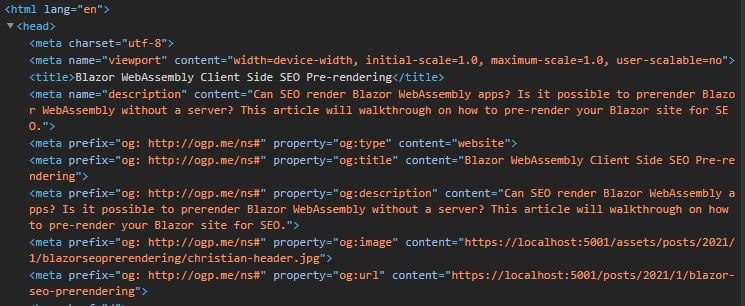 <html lang="en">
▼<head>
<meta charset="utf-8">
<meta name="viewport" content="width=device-width, initial-scale=1.0, maximum-scale=1.0, user-scalable=no">
<title>Blazor WebAssembly Client Side SEO Pre-rendering</title>
<meta name="description" content="Can SEO render Blazor WebAssembly apps? Is it possible to prerender Blazo
r WebAssembly without a server? This article will walkthrough on how to pre-render your Blazor site for SE
O.">
<meta prefix="og: http://ogp.me/ns#" property="og:type" content="website">
<meta prefix="og: http://ogp.me/ns#" property="og:title" content="Blazor WebAssembly Client Side SEO Pre-re
ndering">
<meta prefix="og: http://ogp.me/ns#" property="og:description" content="Can SEO render Blazor WebAssembly a
pps? Is it possible to prerender Blazor WebAssembly without a server? This article will walkthrough on how
to pre-render your Blazor site for SEO.">
<meta prefix="og: http://ogp.me/ns#" property="og:image" content="https://localhost:5001/assets/posts/2021/
1/blazorseoprerendering/christian-header.jpg">
<meta prefix="og: http://ogp.me/ns#" property="og:url" content="https://localhost:5001/posts/2021/1/blazor-
seo-prerendering">